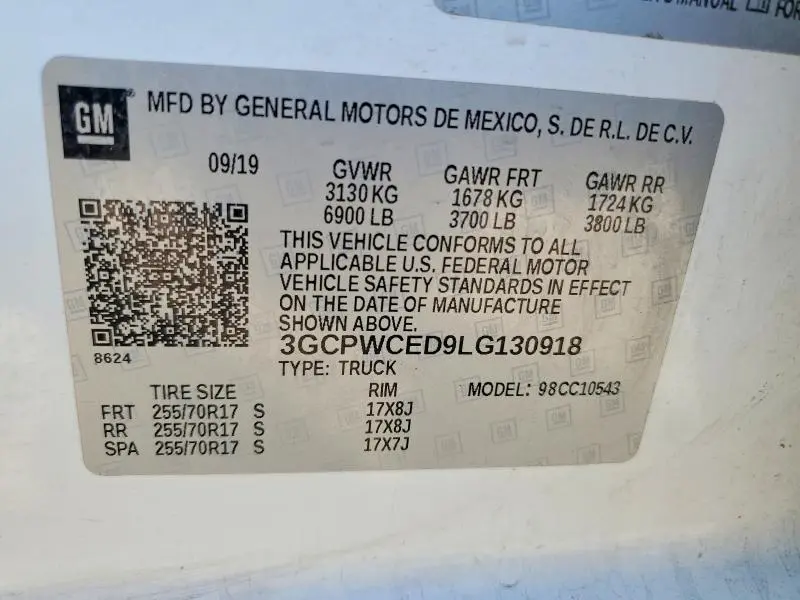 MANUAL
FOR
GM
MFD BY GENERAL MOTORS DE MEXICO, S. DE R.L. DE C.V.
09/19 GVWR GAWR FRT GAWR RR
3130 KG 1678 KG 1724 KG
6900 LB 3700 LB 3800 LB
THIS VEHICLE CONFORMS TO ALL
APPLICABLE U.S. FEDERAL MOTOR
VEHICLE SAFETY STANDARDS IN EFFECT
ON THE DATE OF MANUFACTURE
SHOWN ABOVE.
8624
3GCPWCED9LG130918
TYPE: TRUCK
TIRE SIZE RIM MODEL: 98CC10543
FRT 255/70R17 S 17X8J
RR 255/70R17 S 17X8J
SPA 255/70R17 S 17X7J